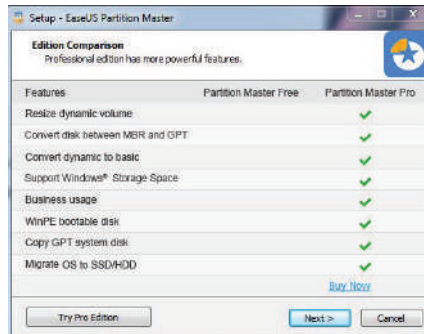 Setup - EaseUS Partition Master
Edition Comparison
Professional edition has more powerful features.
Features Partition Master Free Partition Master Pro
Resize dynamic volume
Convert disk between MBR and GPT
Convert dynamic to basic
Support Windows® Storage Space
Business usage
WinPE bootable disk
Copy GPT system disk
Migrate OS to SSD/HDD
Buy Now
Try Pro Edition Next > Cancel